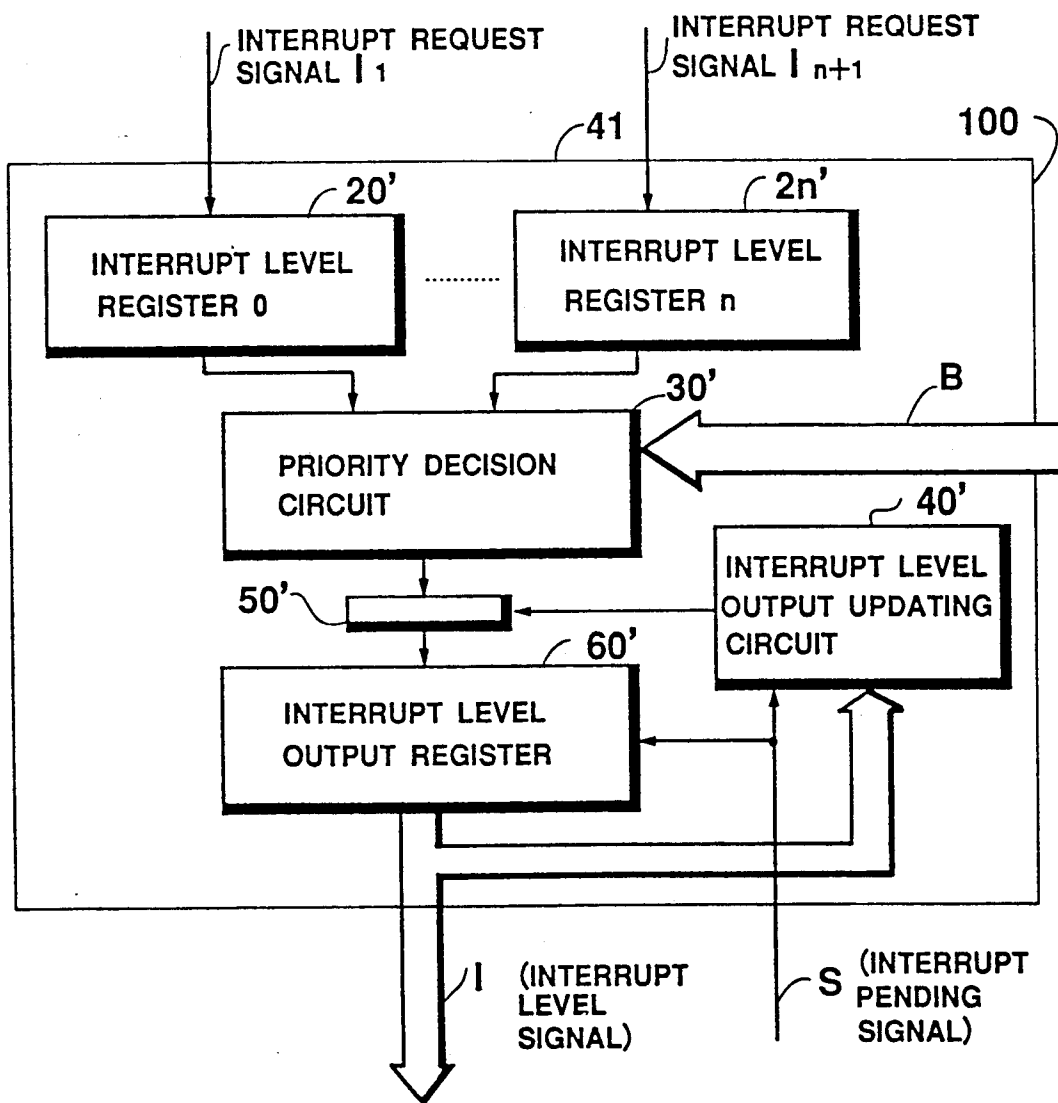 INTERRUPT REQUEST
SIGNAL I 1
INTERRUPT REQUEST
SIGNAL I n+1
41
100
20'
2n'
INTERRUPT LEVEL
REGISTER 0
INTERRUPT LEVEL
REGISTER n
30'
B
PRIORITY DECISION
CIRCUIT
40'
INTERRUPT LEVEL
OUTPUT UPDATING
CIRCUIT
50'
60'
INTERRUPT LEVEL
OUTPUT REGISTER
I (INTERRUPT
LEVEL
SIGNAL)
S (INTERRUPT
PENDING
SIGNAL)